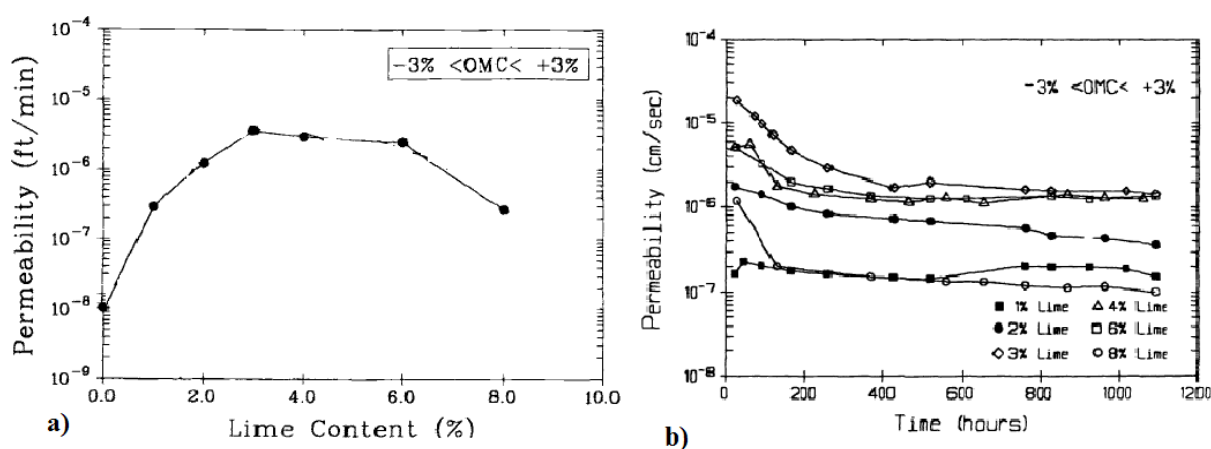 10⁻⁴
10⁻⁵
10⁻⁶
10⁻⁷
10⁻⁸
10⁻⁹
Permeability (ft/min)
-3% <OMC< +3%
0.0 2.0 4.0 6.0 8.0 10.0
Lime Content (%)
a)
10⁻⁴
10⁻⁵
10⁻⁶
10⁻⁷
10⁻⁸
Permeability (cm/sec)
-3% <OMC< +3%
1% Lime 4% Lime
2% Lime 6% Lime
3% Lime 8% Lime
0 200 400 600 800 1000 1200
Time (hours)
b)